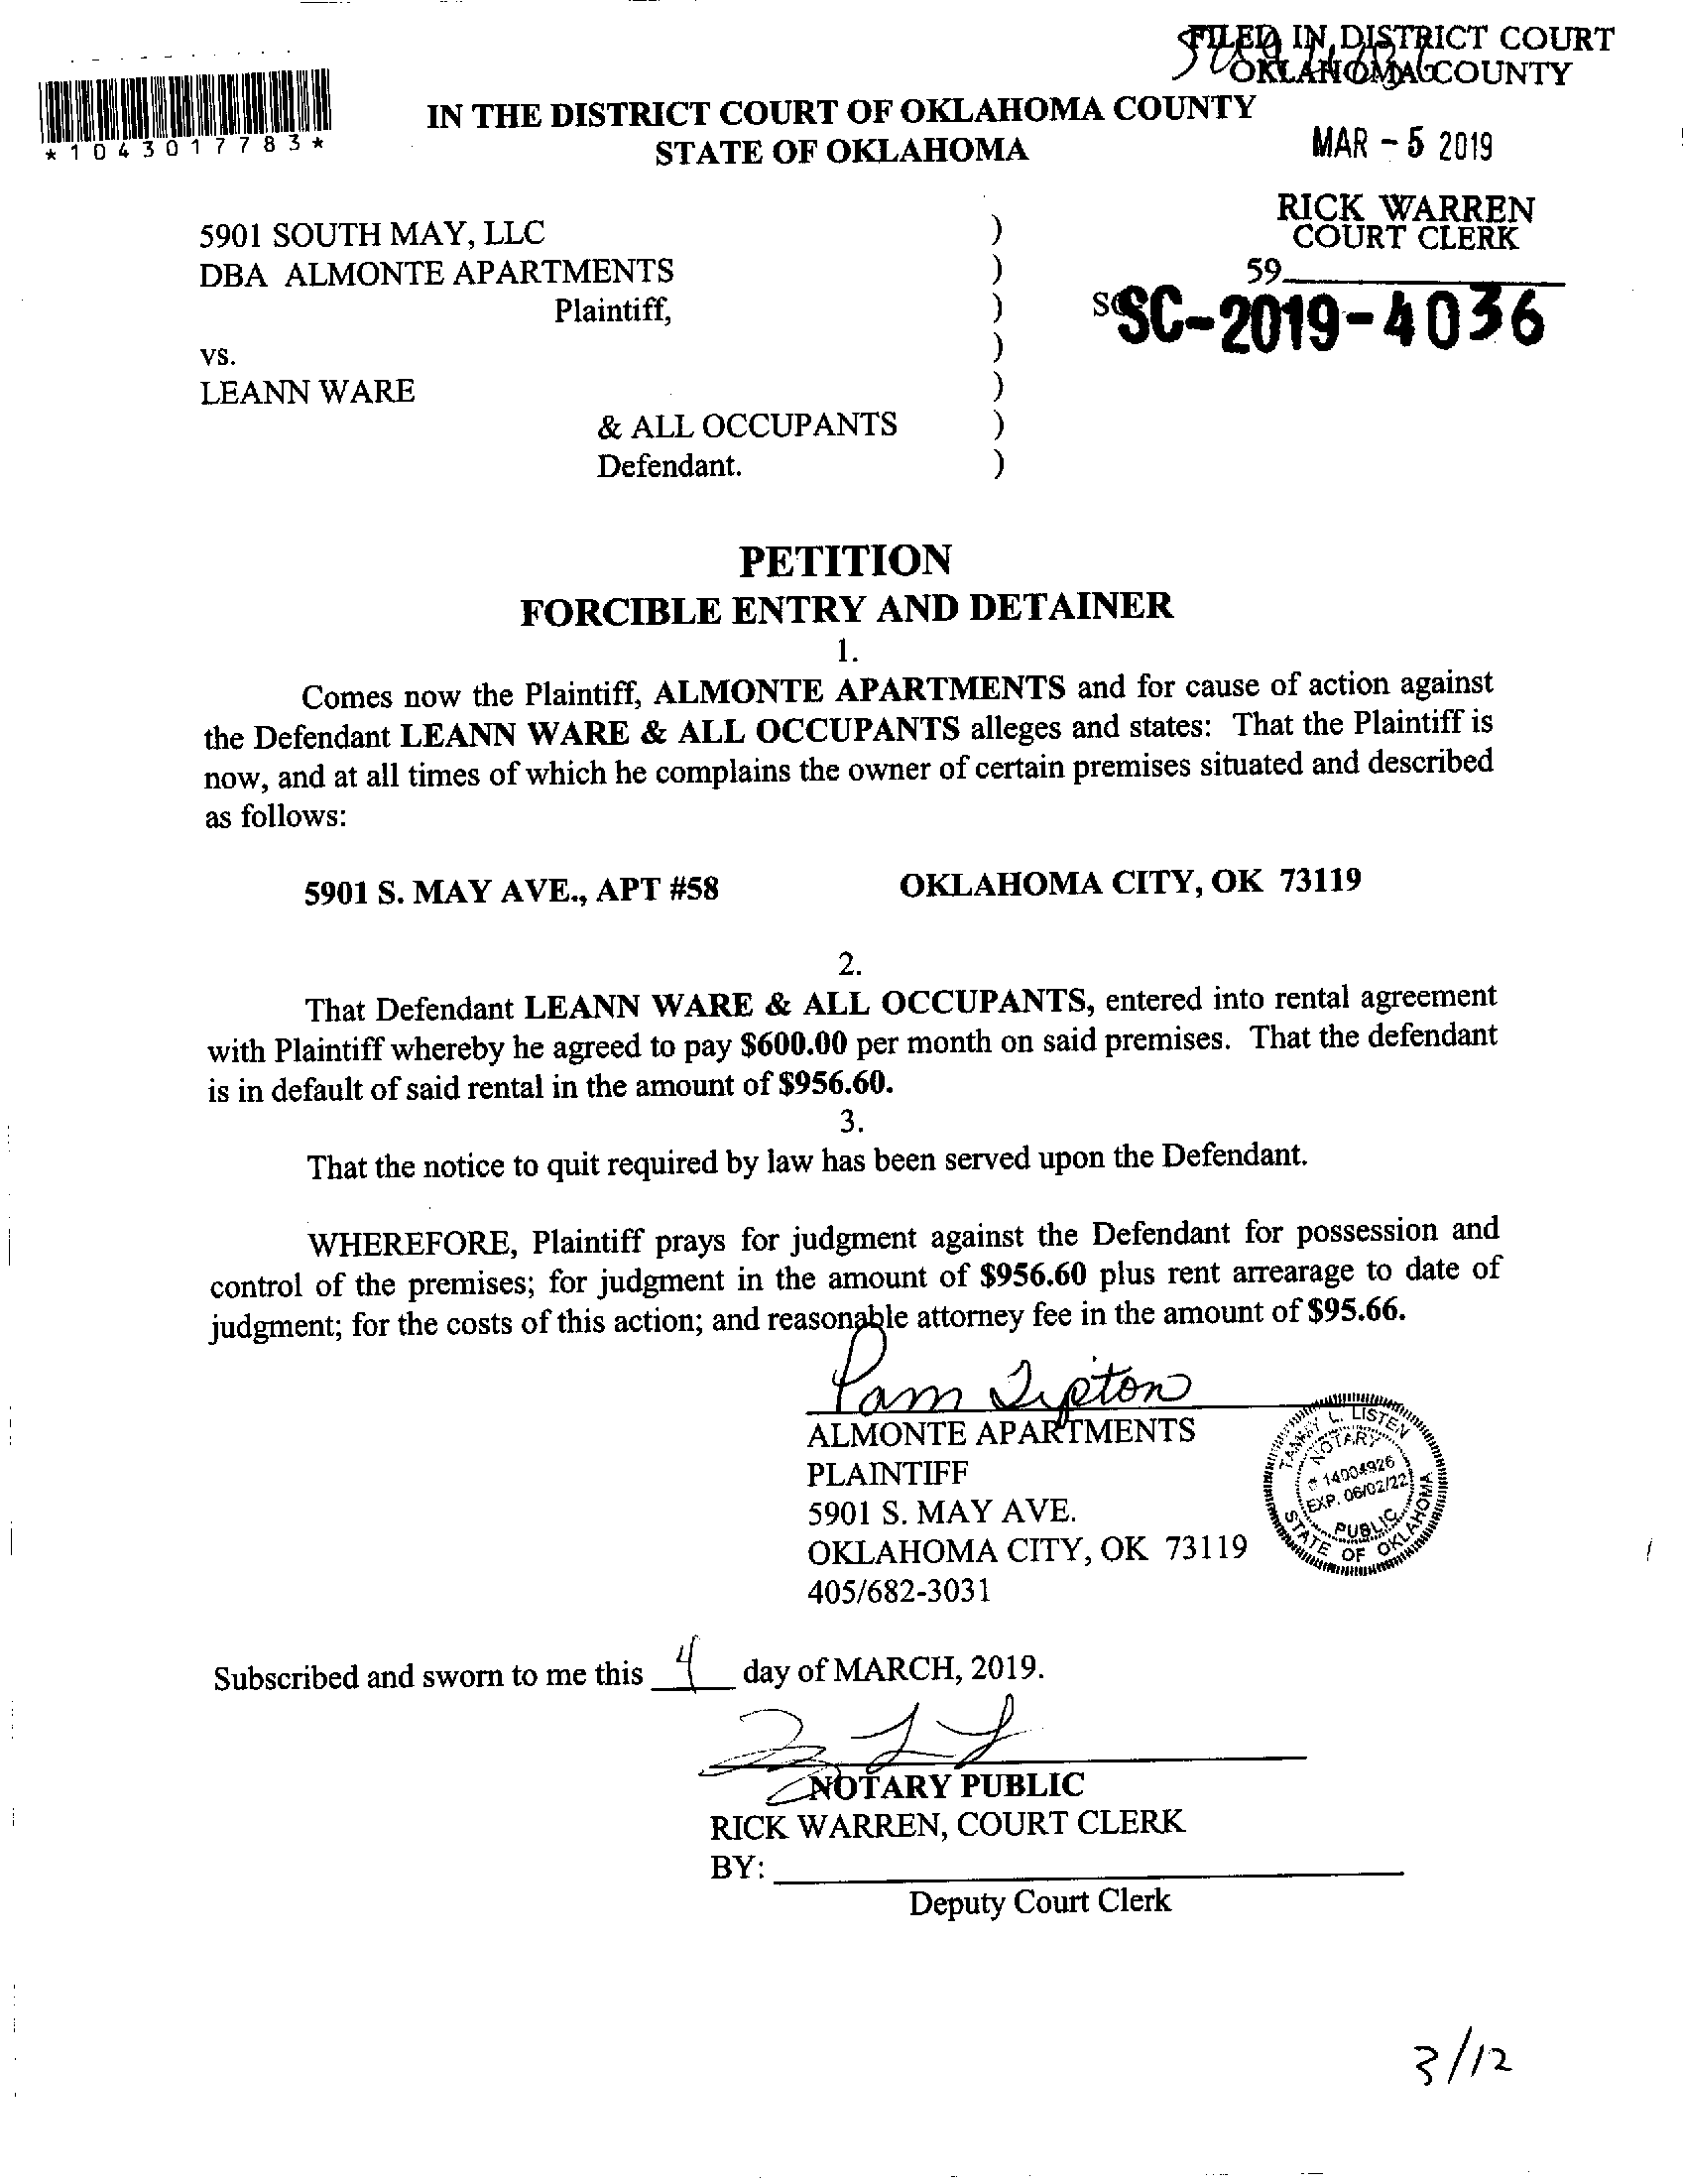 FILED IN DISTRICT COURT
OKLAHOMA COUNTY
*1043017783*
IN THE DISTRICT COURT OF OKLAHOMA COUNTY
STATE OF OKLAHOMA
MAR - 5 2019
RICK WARREN
COURT CLERK
59
SC-2019-4036
5901 SOUTH MAY, LLC )
DBA ALMONTE APARTMENTS )
Plaintiff, )
vs. )
LEANN WARE )
& ALL OCCUPANTS )
Defendant. )
PETITION
FORCIBLE ENTRY AND DETAINER
1.
Comes now the Plaintiff, ALMONTE APARTMENTS and for cause of action against
the Defendant LEANN WARE & ALL OCCUPANTS alleges and states: That the Plaintiff is
now, and at all times of which he complains the owner of certain premises situated and described
as follows:
5901 S. MAY AVE., APT #58 OKLAHOMA CITY, OK 73119
2.
That Defendant LEANN WARE & ALL OCCUPANTS, entered into rental agreement
with Plaintiff whereby he agreed to pay $600.00 per month on said premises. That the defendant
is in default of said rental in the amount of $956.60.
3.
That the notice to quit required by law has been served upon the Defendant.
WHEREFORE, Plaintiff prays for judgment against the Defendant for possession and
control of the premises; for judgment in the amount of $956.60 plus rent arrearage to date of
judgment; for the costs of this action; and reasonable attorney fee in the amount of $95.66.
Pam Tipton
ALMONTE APARTMENTS
PLAINTIFF
5901 S. MAY AVE.
OKLAHOMA CITY, OK 73119
405/682-3031
L. LISTEN
NOTARY
# 14004926
EXP. 06/02/22
PUBLIC
STATE OF OKLAHOMA
Subscribed and sworn to me this 4 day of MARCH, 2019.
NOTARY PUBLIC
RICK WARREN, COURT CLERK
BY:
Deputy Court Clerk
3/12